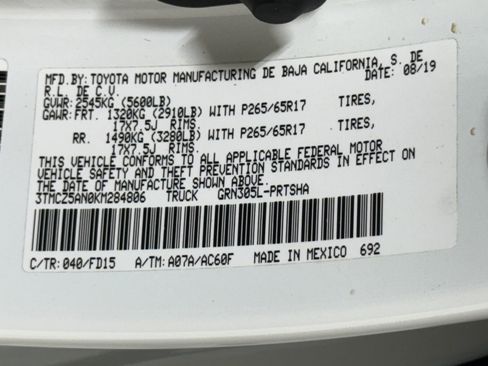 MFD.BY: TOYOTA MOTOR MANUFACTURING DE BAJA CALIFORNIA, S. DE
R.L. DE C.V. DATE: 08/19
GVWR: 2545KG (5600LB)
GAWR: FRT. 1320KG (2910LB) WITH P265/65R17 TIRES,
17X7.5J RIMS.
RR. 1490KG (3280LB) WITH P265/65R17 TIRES,
17X7.5J RIMS.
THIS VEHICLE CONFORMS TO ALL APPLICABLE FEDERAL MOTOR
VEHICLE SAFETY AND THEFT PREVENTION STANDARDS IN EFFECT ON
THE DATE OF MANUFACTURE SHOWN ABOVE.
3TMCZ5AN0KM284806 TRUCK GRN305L-PRTSHA
C/TR: 040/FD15 A/TM: A07A/AC60F MADE IN MEXICO 692